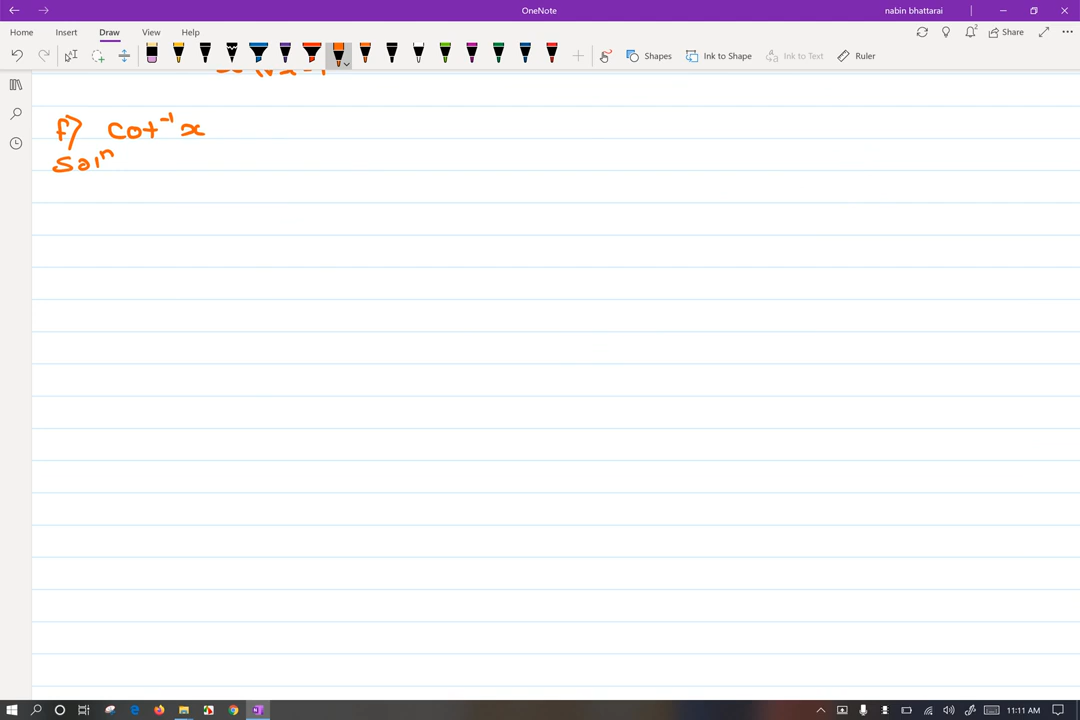 OneNote
nabin bhattarai
Home Insert Draw View Help
Share
Shapes
Ink to Shape
Ink to Text
Ruler
f) cot⁻¹x
Solⁿ
11:11 AM